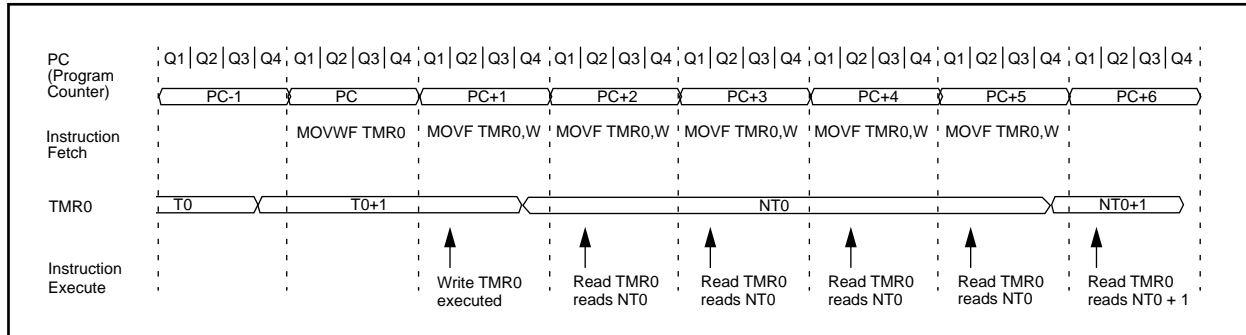 PC
(Program
Counter)
Q1 Q2 Q3 Q4 Q1 Q2 Q3 Q4 Q1 Q2 Q3 Q4 Q1 Q2 Q3 Q4 Q1 Q2 Q3 Q4 Q1 Q2 Q3 Q4 Q1 Q2 Q3 Q4 Q1 Q2 Q3 Q4
PC-1 PC PC+1 PC+2 PC+3 PC+4 PC+5 PC+6
Instruction
Fetch
MOVWF TMR0 MOVF TMR0,W MOVF TMR0,W MOVF TMR0,W MOVF TMR0,W MOVF TMR0,W
TMR0
T0 T0+1 NT0 NT0+1
Instruction
Execute
Write TMR0
executed
Read TMR0
reads NT0
Read TMR0
reads NT0
Read TMR0
reads NT0
Read TMR0
reads NT0
Read TMR0
reads NT0 + 1